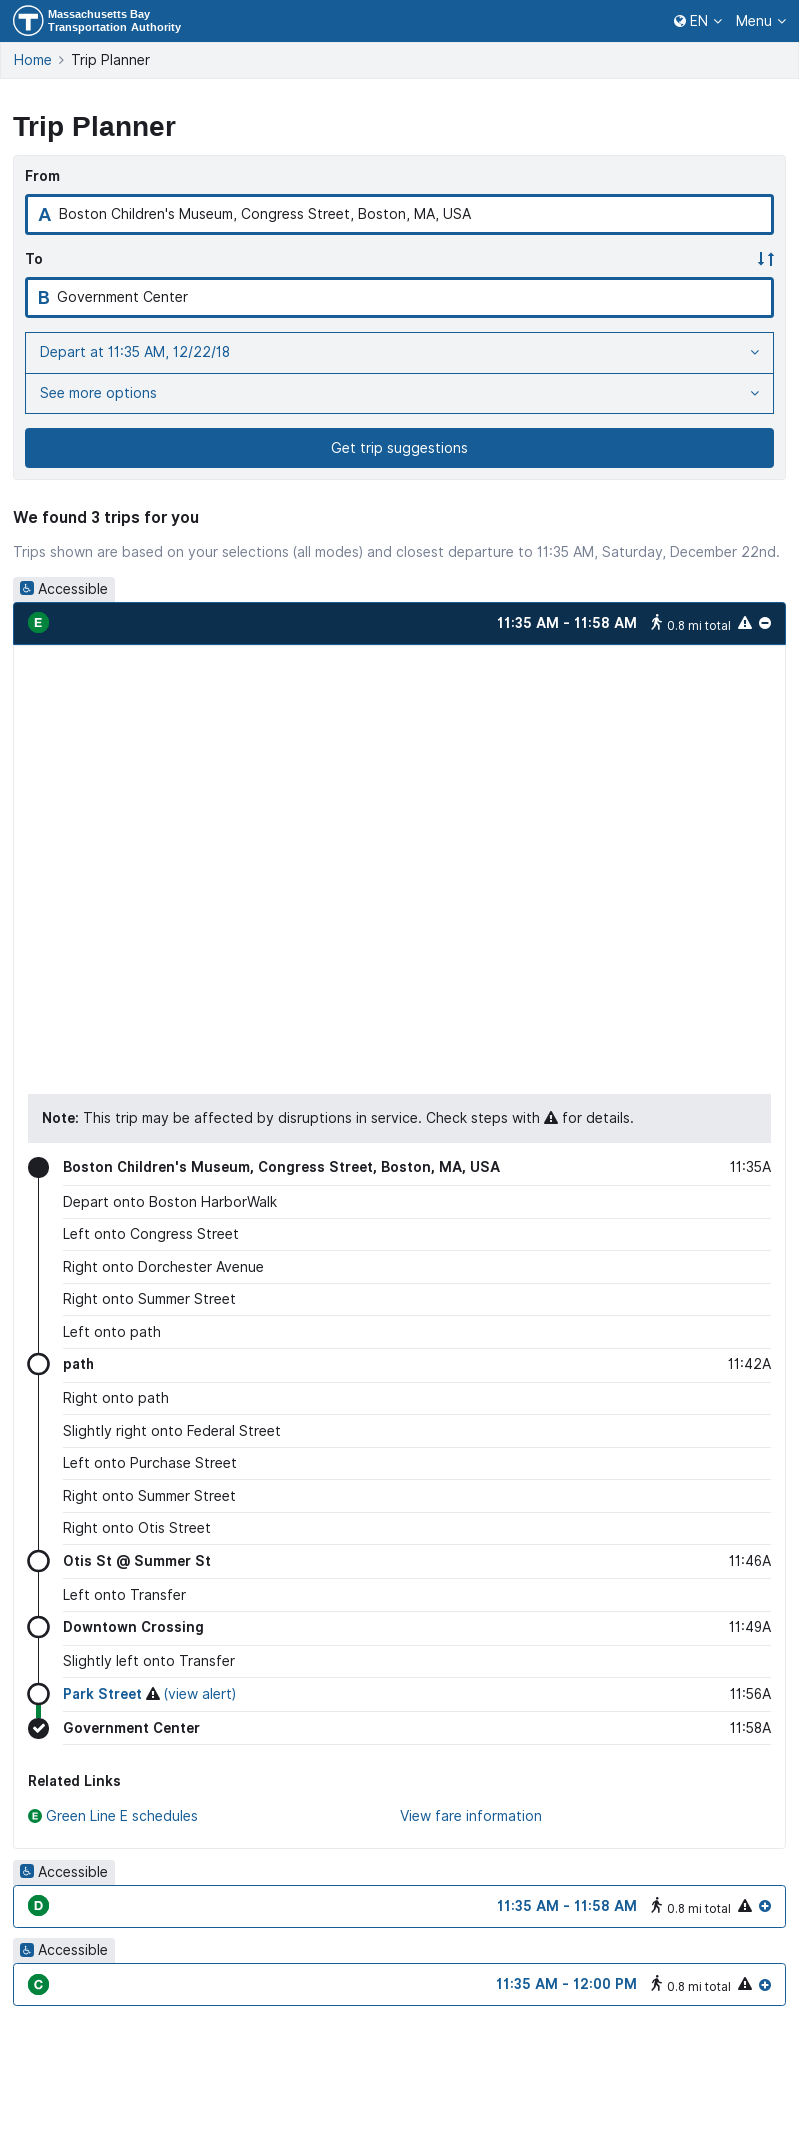 Massachusetts Bay
Transportation Authority
EN Menu
Home Trip Planner
Trip Planner
From
A Boston Children's Museum, Congress Street, Boston, MA, USA
To
B Government Center
Depart at 11:35 AM, 12/22/18
See more options
Get trip suggestions
We found 3 trips for you
Trips shown are based on your selections (all modes) and closest departure to 11:35 AM, Saturday, December 22nd.
Accessible
E 11:35 AM - 11:58 AM 0.8 mi total
Note: This trip may be affected by disruptions in service. Check steps with for details.
Boston Children's Museum, Congress Street, Boston, MA, USA 11:35A
Depart onto Boston HarborWalk
Left onto Congress Street
Right onto Dorchester Avenue
Right onto Summer Street
Left onto path
path 11:42A
Right onto path
Slightly right onto Federal Street
Left onto Purchase Street
Right onto Summer Street
Right onto Otis Street
Otis St @ Summer St 11:46A
Left onto Transfer
Downtown Crossing 11:49A
Slightly left onto Transfer
Park Street (view alert) 11:56A
Government Center 11:58A
Related Links
E Green Line E schedules View fare information
Accessible
D 11:35 AM - 11:58 AM 0.8 mi total
Accessible
C 11:35 AM - 12:00 PM 0.8 mi total